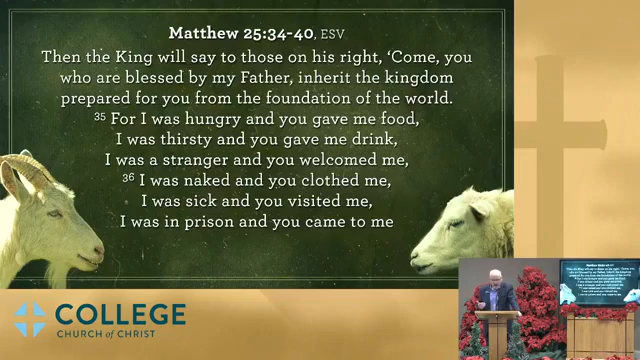 Matthew 25:34-40, ESV
Then the King will say to those on his right, ‘Come, you
who are blessed by my Father, inherit the kingdom
prepared for you from the foundation of the world.
35 For I was hungry and you gave me food,
I was thirsty and you gave me drink,
I was a stranger and you welcomed me,
36 I was naked and you clothed me,
I was sick and you visited me,
I was in prison and you came to me
COLLEGE
CHURCH of CHRIST